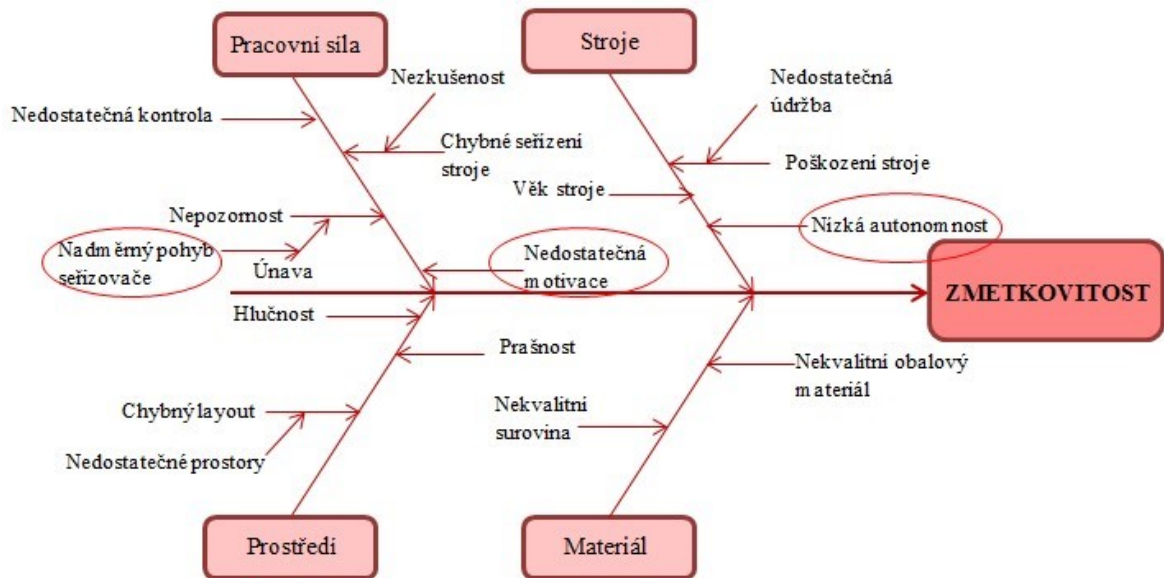 Pracovní síla
Stroje
Nezkušenost
Nedostatečná
údržba
Nedostatečná kontrola
Chybné seřízení
stroje
Poškození stroje
Věk stroje
Nepozornost
Nízká autonomnost
Nadměrný pohyb
seřizovače
Únava
Nedostatečná
motivace
ZMETKOVITOST
Hlučnost
Prašnost
Nekvalitní obalový
materiál
Chybný layout
Nekvalitní
surovina
Nedostatečné prostory
Prostředí
Materiál